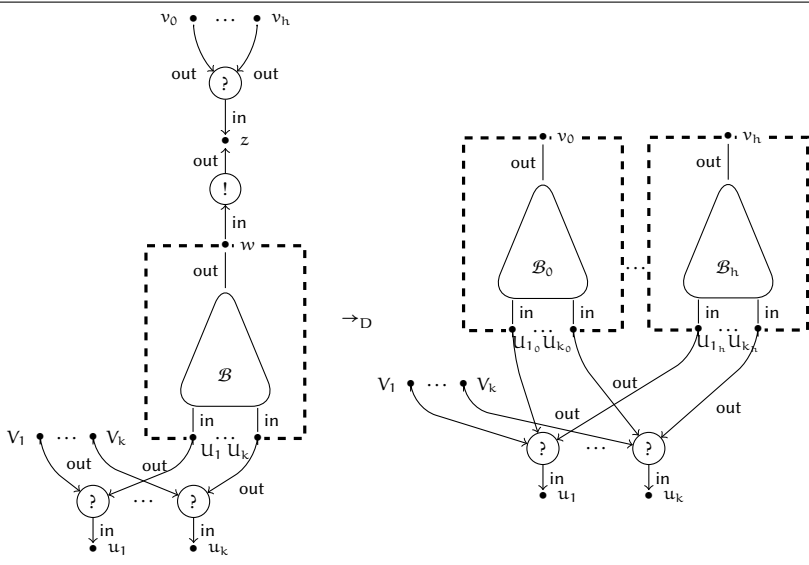 v₀ ... vₕ
out out
?
in
z
out
!
in
w
out
ℬ
in in
V₁ ... Vₖ
U₁ ... Uₖ
out out out out
? ... ?
in in
u₁ uₖ
→D
v₀ vₕ
out out
ℬ₀ ... ℬₕ
in in in in
U₁₀ ... Uₖ₀ U₁ₕ ... Uₖₕ
V₁ ... Vₖ
out out out
? ... ?
in in
u₁ uₖ